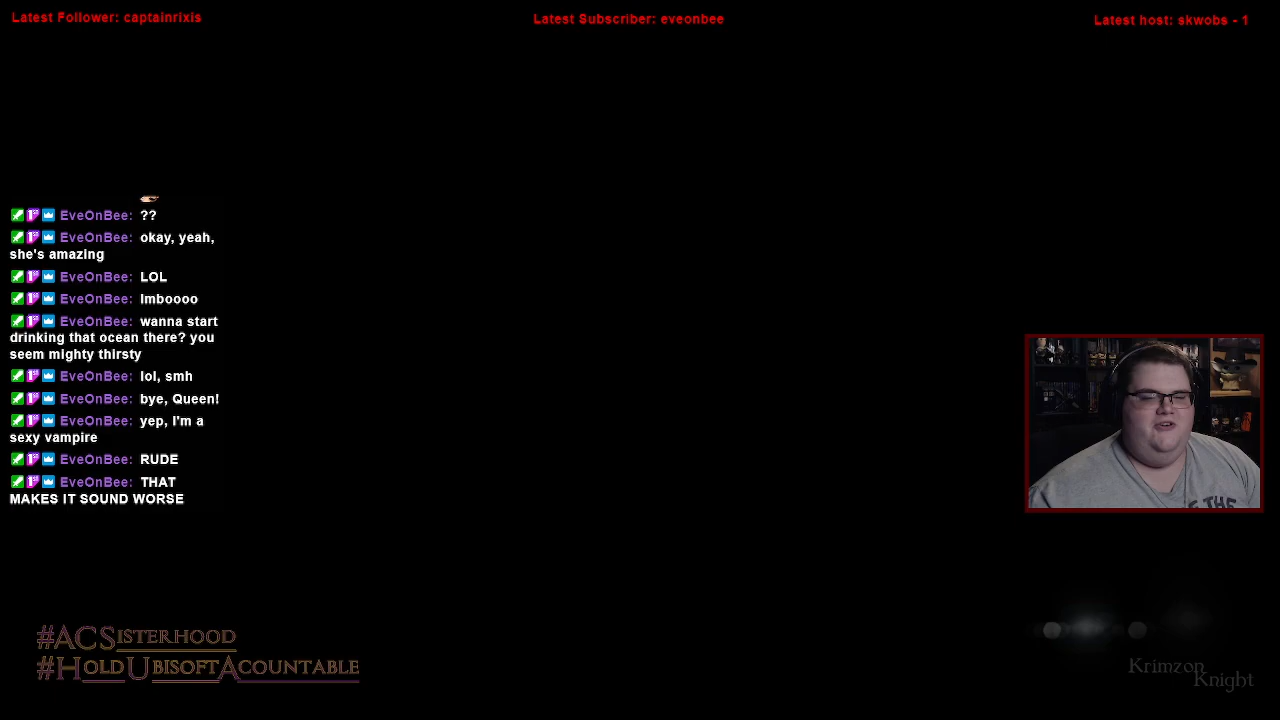 Latest Follower: captainrixis
Latest Subscriber: eveonbee
Latest host: skwobs - 1
EveOnBee: ??
EveOnBee: okay, yeah,
she's amazing
EveOnBee: LOL
EveOnBee: lmboooo
EveOnBee: wanna start
drinking that ocean there? you
seem mighty thirsty
EveOnBee: lol, smh
EveOnBee: bye, Queen!
EveOnBee: yep, I'm a
sexy vampire
EveOnBee: RUDE
EveOnBee: THAT
MAKES IT SOUND WORSE
THE
#ACSisterhood
#HoldUbisoftAcountable
Krimzon
Knight